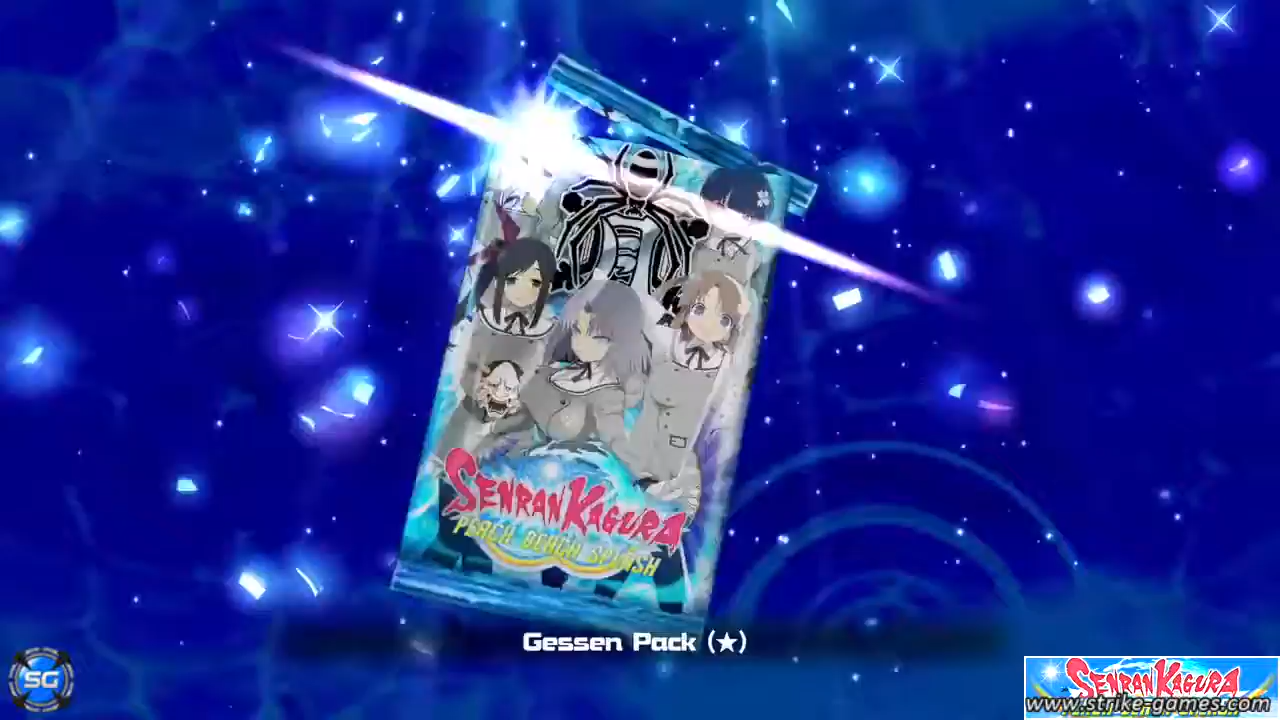 SENRAN KAGURA
PEACH BEACH SPLASH
Gessen Pack (★)
SG
SENRAN KAGURA
www.strike-games.com